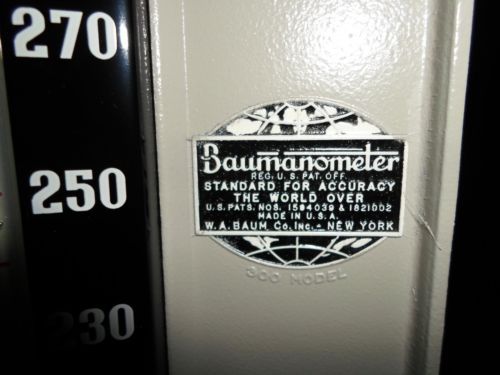 270
250
230
Baumanometer
REG. U.S. PAT. OFF.
STANDARD FOR ACCURACY
THE WORLD OVER
U.S. PATS. NOS. 1594039 & 1821002
MADE IN U.S.A.
W.A. BAUM Co. Inc. - NEW YORK
300 MODEL